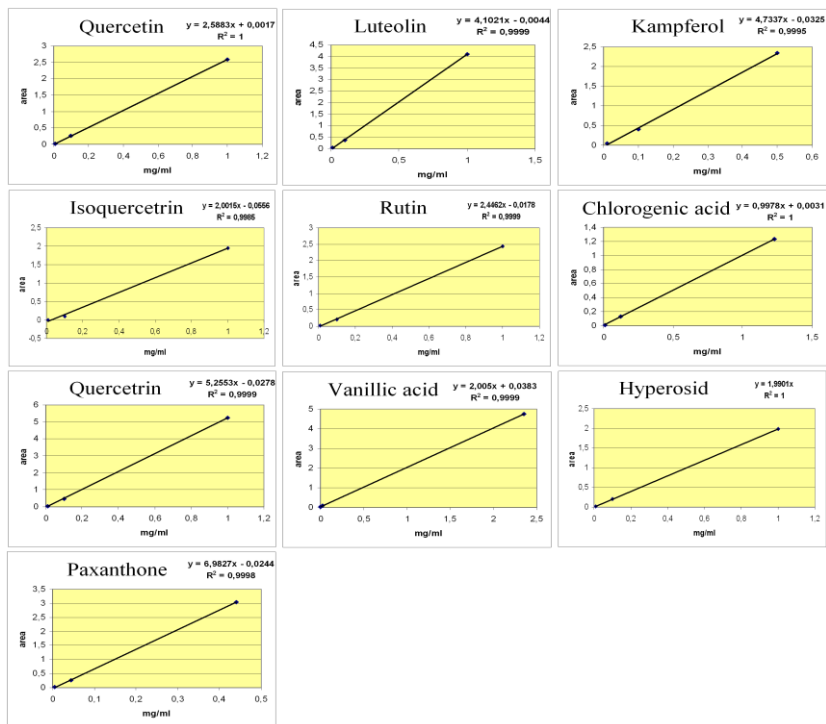 Quercetin
y = 2,5883x + 0,0017
R² = 1
3
2,5
2
1,5
1
0,5
0
area
0
0,2
0,4
0,6
0,8
1
1,2
mg/ml
Luteolin
y = 4,1021x - 0,0044
R² = 0,9999
4,5
4
3,5
3
2,5
2
1,5
1
0,5
0
area
0
0,5
1
1,5
mg/ml
Kampferol
y = 4,7337x - 0,0325
R² = 0,9995
2,5
2
1,5
1
0,5
0
area
0
0,1
0,2
0,3
0,4
0,5
0,6
mg/ml
Isoquercetrin
y = 2,0015x - 0,0556
R² = 0,9985
2,5
2
1,5
1
0,5
0
-0,5
area
0
0,2
0,4
0,6
0,8
1
1,2
mg/ml
Rutin
y = 2,4462x - 0,0178
R² = 0,9999
3
2,5
2
1,5
1
0,5
0
area
0
0,2
0,4
0,6
0,8
1
1,2
mg/ml
Chlorogenic acid
y = 0,9978x + 0,0031
R² = 1
1,4
1,2
1
0,8
0,6
0,4
0,2
0
area
0
0,5
1
1,5
mg/ml
Quercetrin
y = 5,2553x - 0,0278
R² = 0,9999
6
5
4
3
2
1
0
area
0
0,2
0,4
0,6
0,8
1
1,2
mg/ml
Vanillic acid
y = 2,005x + 0,0383
R² = 0,9999
5
4
3
2
1
0
area
0
0,5
1
1,5
2
2,5
mg/ml
Hyperosid
y = 1,9901x
R² = 1
2,5
2
1,5
1
0,5
0
area
0
0,2
0,4
0,6
0,8
1
1,2
mg/ml
Paxanthone
y = 6,9827x - 0,0244
R² = 0,9998
3,5
3
2,5
2
1,5
1
0,5
0
area
0
0,1
0,2
0,3
0,4
0,5
mg/ml